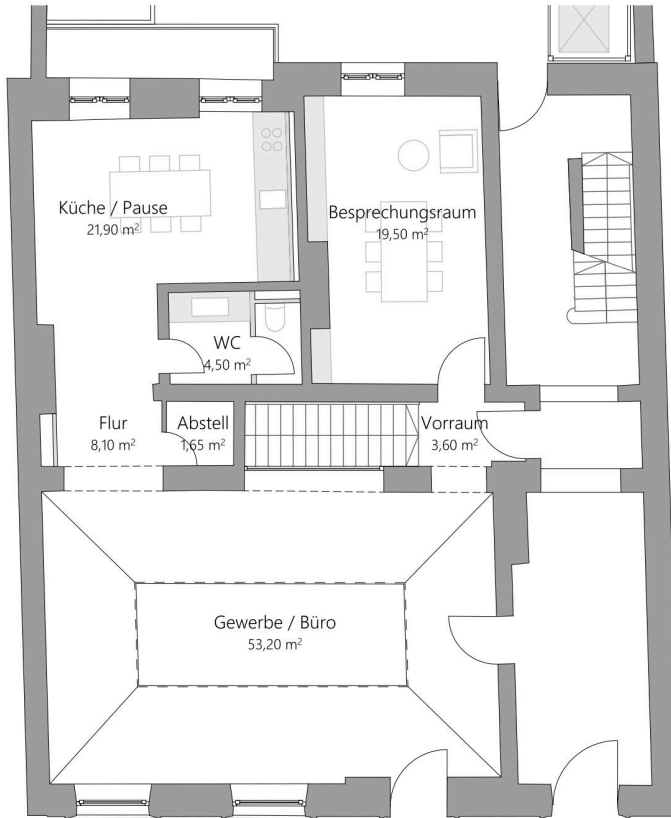 Küche / Pause
21,90 m²
Besprechungsraum
19,50 m²
WC
4,50 m²
Flur
8,10 m²
Abstell
1,65 m²
Vorraum
3,60 m²
Gewerbe / Büro
53,20 m²